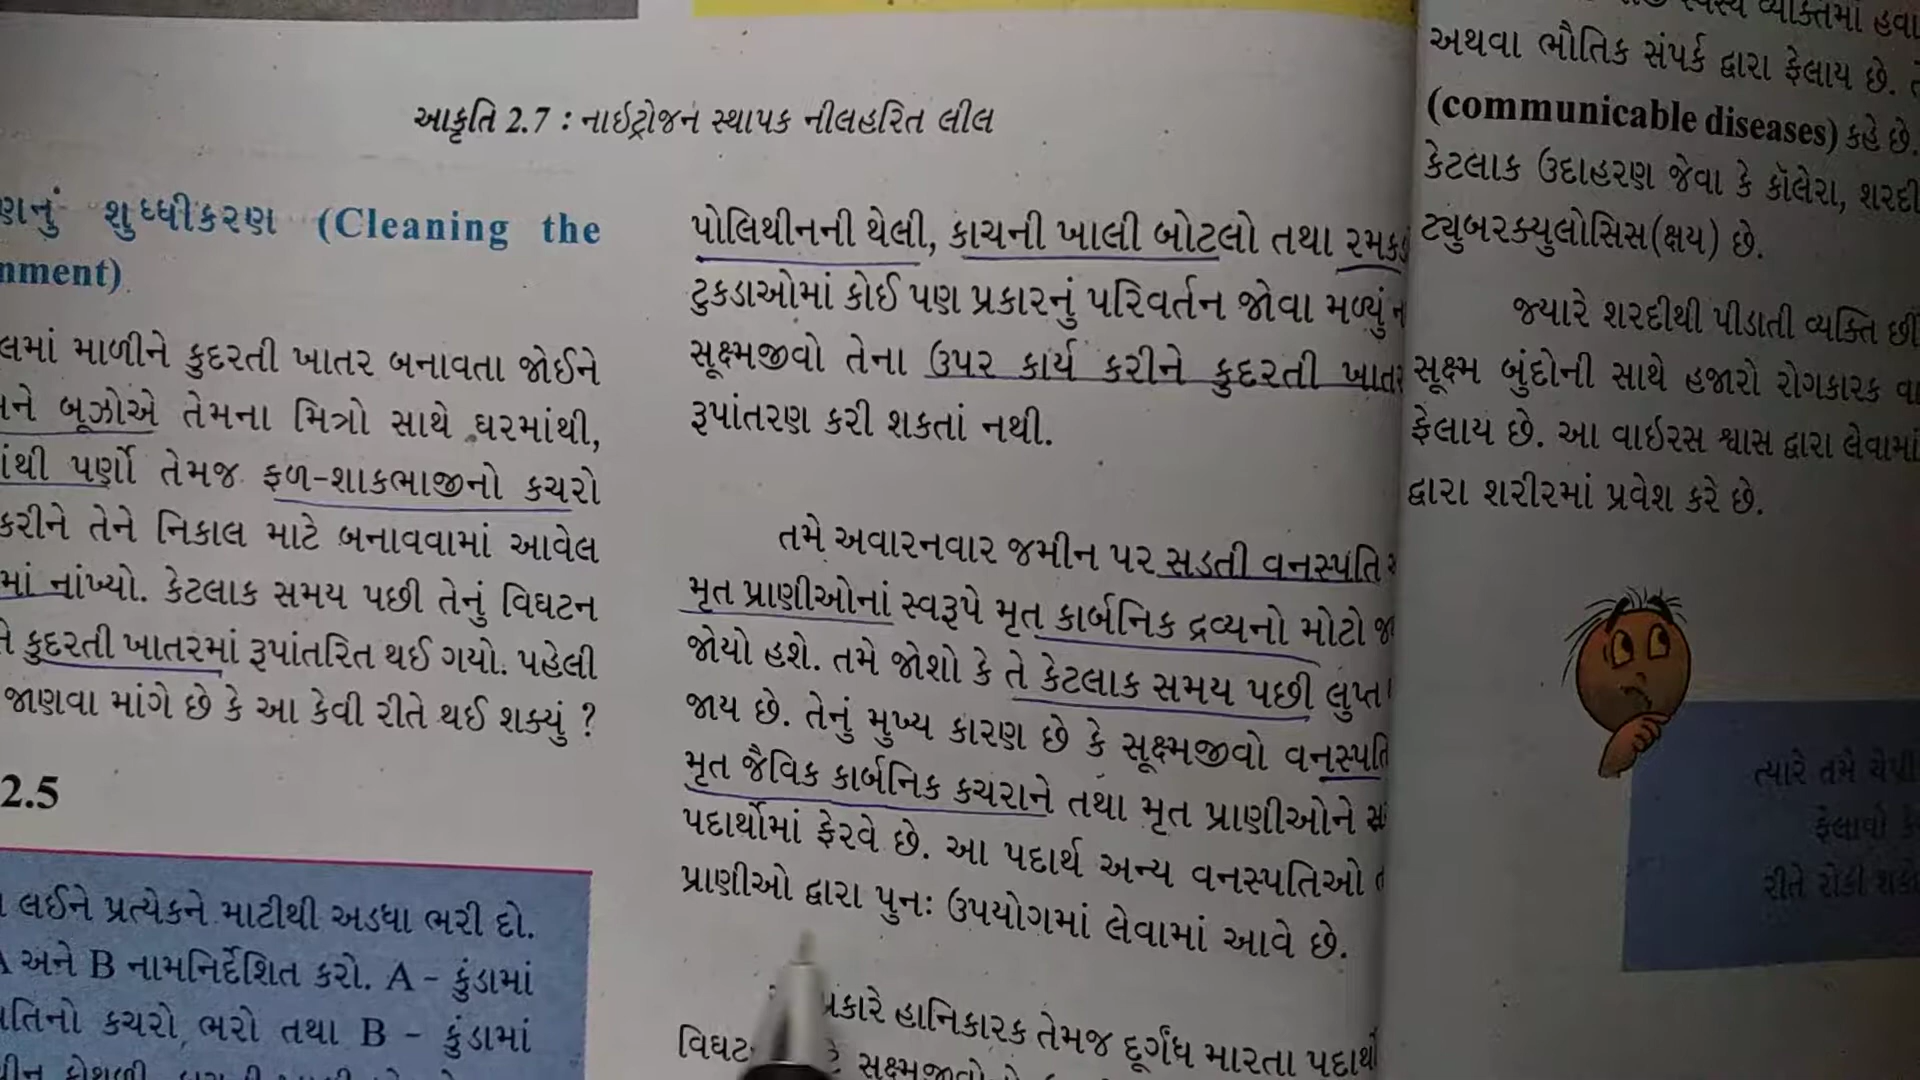 આકૃતિ 2.7 : નાઇટ્રોજન સ્થાપક નીલહરિત લીલ
શુધ્ધીકરણ (Cleaning the
માળીને કુદરતી ખાતર બનાવતા જોઈને
બૂઝોએ તેમના મિત્રો સાથે ઘરમાંથી,
પર્ણો તેમજ ફળ-શાકભાજીનો કચરો
કરીને તેને નિકાલ માટે બનાવવામાં આવેલ
નાંખ્યો. કેટલાક સમય પછી તેનું વિઘટન
કુદરતી ખાતરમાં રૂપાંતરિત થઈ ગયો. પહેલી
જાણવા માંગે છે કે આ કેવી રીતે થઈ શક્યું ?
2.5
લઈને પ્રત્યેકને માટીથી અડધા ભરી દો.
A અને B નામનિર્દેશિત કરો. A - કુંડામાં
કચરો ભરો તથા B - કુંડામાં
પોલિથીનની થેલી, કાચની ખાલી બોટલો તથા
ટુકડાઓમાં કોઈ પણ પ્રકારનું પરિવર્તન જોવા મળ્યું
સૂક્ષ્મજીવો તેના ઉપર કાર્ય કરીને કુદરતી ખાતર
રૂપાંતરણ કરી શકતાં નથી.
તમે અવારનવાર જમીન પર સડતી વનસ્પતિ
મૃત પ્રાણીઓનાં સ્વરૂપે મૃત કાર્બનિક દ્રવ્યનો મોટો
જોયો હશે. તમે જોશો કે તે કેટલાક સમય પછી લુપ્ત
જાય છે. તેનું મુખ્ય કારણ છે કે સૂક્ષ્મજીવો વનસ્પતિ
મૃત જૈવિક કાર્બનિક કચરાને તથા મૃત પ્રાણીઓને
પદાર્થોમાં ફેરવે છે. આ પદાર્થ અન્ય વનસ્પતિઓ
પ્રાણીઓ દ્વારા પુનઃ ઉપયોગમાં લેવામાં આવે છે.
હાનિકારક તેમજ દૂર્ગંધ મારતા પદાર્થો
સૂક્ષ્મજીવોનો
વ્યક્તિમાં હવા
અથવા ભૌતિક સંપર્ક દ્વારા ફેલાય છે.
(communicable diseases) કહે છે.
કેટલાક ઉદાહરણ જેવા કે કૉલેરા, શરદી
ટ્યુબરક્યુલોસિસ(ક્ષય) છે.
જ્યારે શરદીથી પીડાતી વ્યક્તિ
સૂક્ષ્મ બુંદોની સાથે હજારો રોગકારક
ફેલાય છે. આ વાઇરસ શ્વાસ દ્વારા લેવામાં
દ્વારા શરીરમાં પ્રવેશ કરે છે.
ત્યારે તમે
ફેલાવો
રીતે રોકી